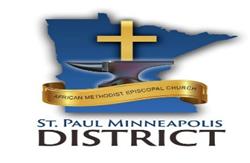 AFRICAN METHODIST EPISCOPAL CHURCH
ST. PAUL MINNEAPOLIS
DISTRICT